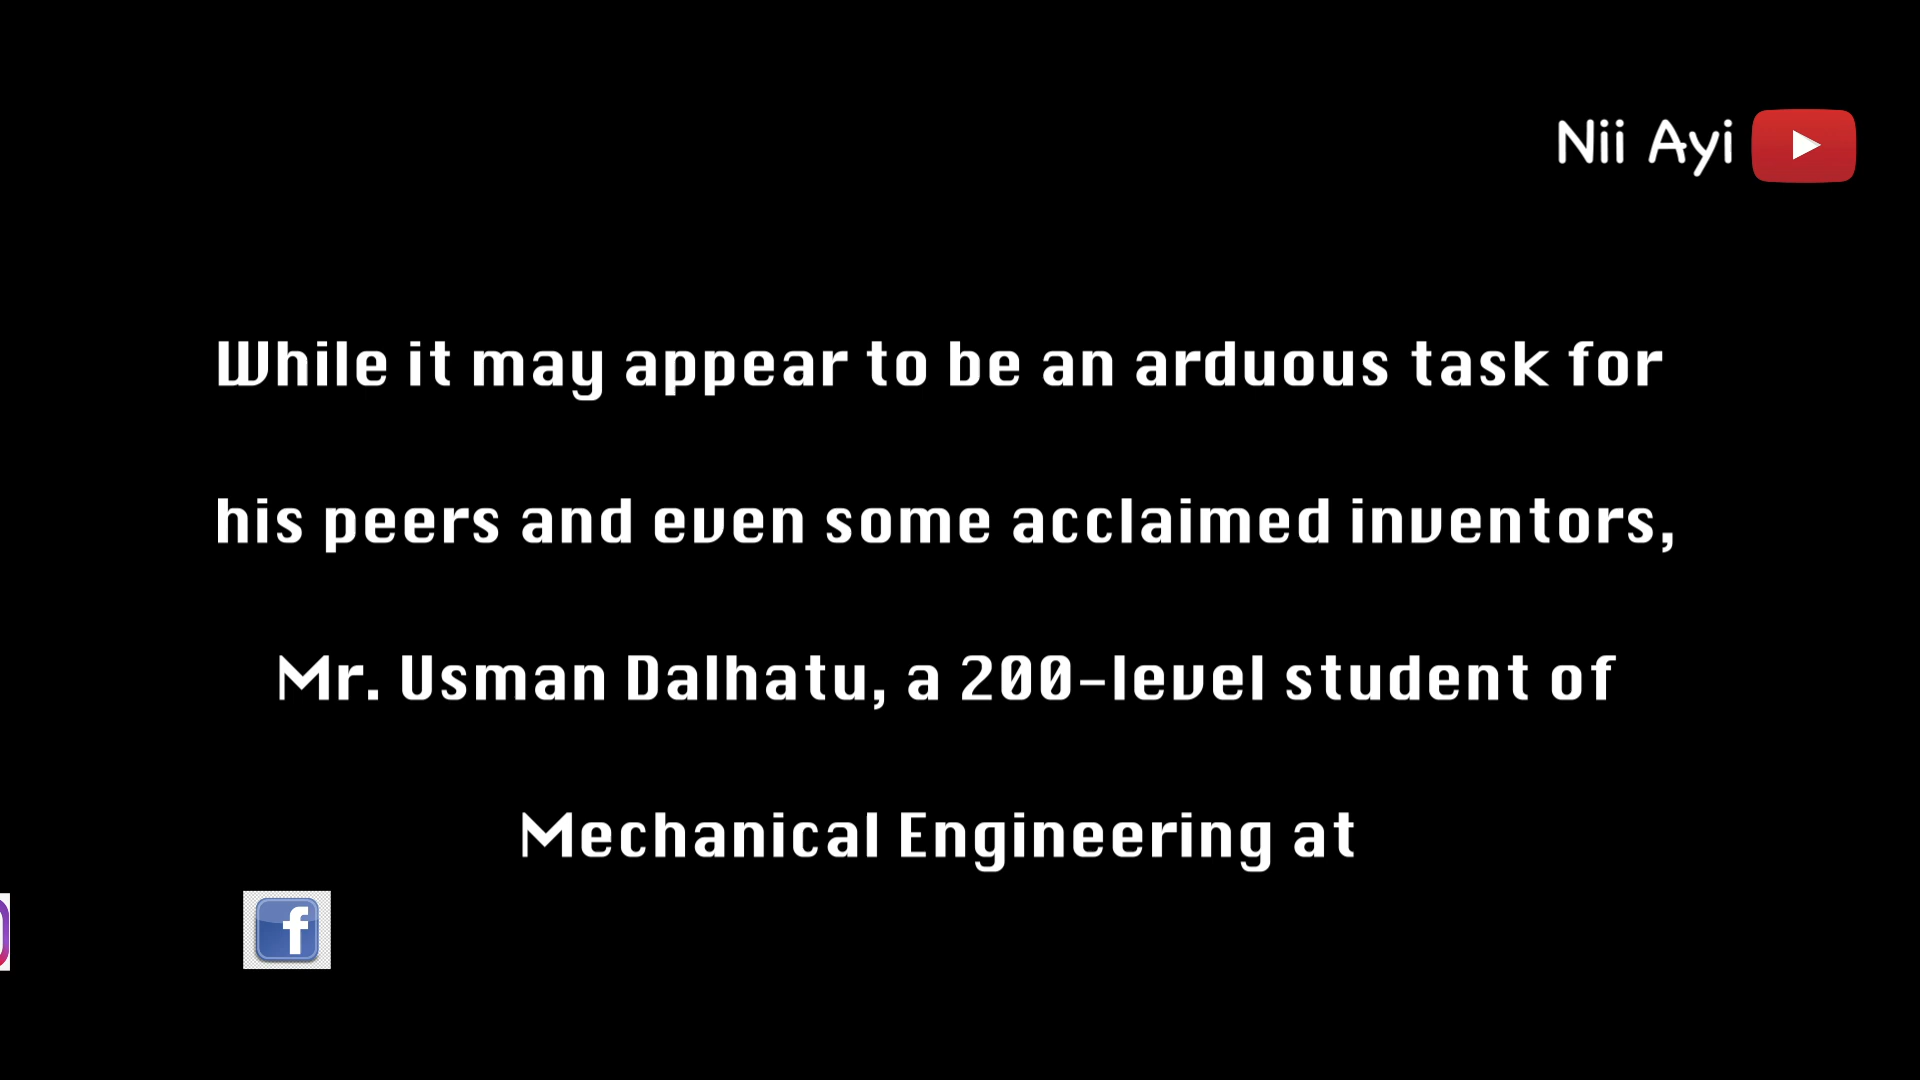 Nii Ayi
While it may appear to be an arduous task for
his peers and even some acclaimed inventors,
Mr. Usman Dalhatu, a 200-level student of
Mechanical Engineering at
f